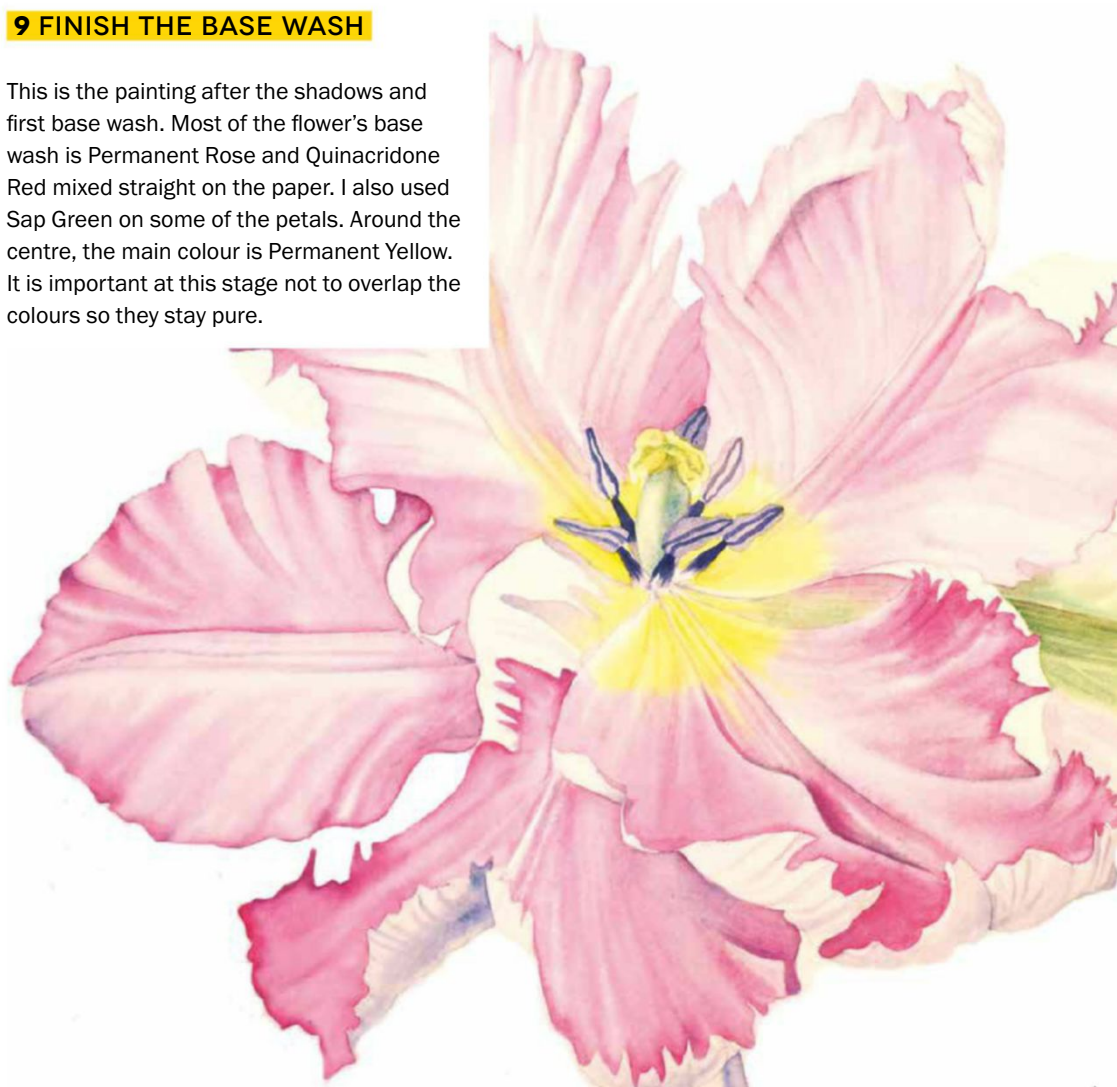 9 FINISH THE BASE WASH
This is the painting after the shadows and
first base wash. Most of the flower’s base
wash is Permanent Rose and Quinacridone
Red mixed straight on the paper. I also used
Sap Green on some of the petals. Around the
centre, the main colour is Permanent Yellow.
It is important at this stage not to overlap the
colours so they stay pure.